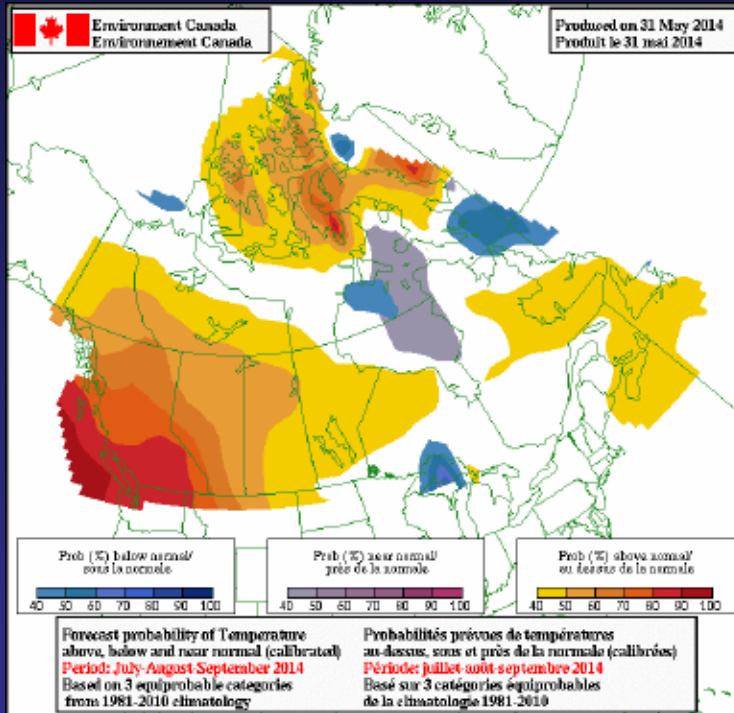 Environment Canada
Environnement Canada
Produced on 31 May 2014
Produit le 31 mai 2014
Prob (%) below normal/
sous la normale
40 50 60 70 80 90 100
Prob (%) near normal/
près de la normale
40 50 60 70 80 90 100
Prob (%) above normal/
au dessus de la normale
40 50 60 70 80 90 100
Forecast probability of Temperature
above, below and near normal (calibrated)
Period: July-August-September 2014
Based on 3 equiprobable categories
from 1981-2010 climatology
Probabilités prévues de températures
au-dessus, sous et près de la normale (calibrées)
Période: juillet-août-septembre 2014
Basé sur 3 catégories équiprobables
de la climatologie 1981-2010